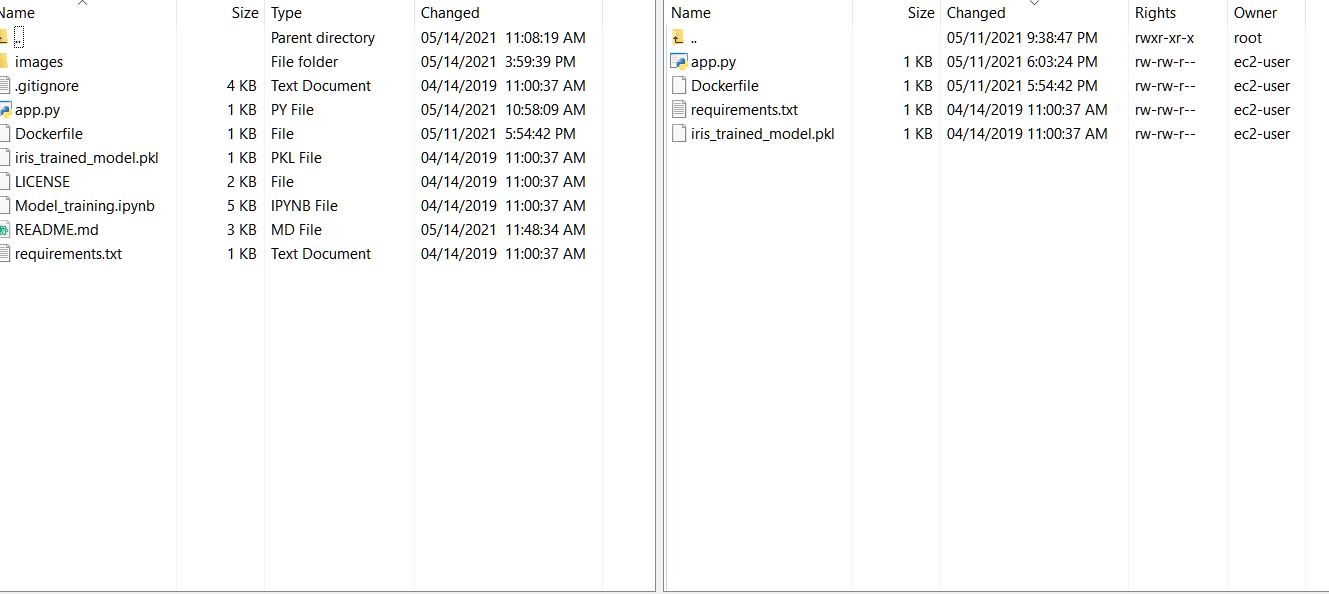 Name Size Type Changed
.. Parent directory 05/14/2021 11:08:19 AM
images File folder 05/14/2021 3:59:39 PM
.gitignore 4 KB Text Document 04/14/2019 11:00:37 AM
app.py 1 KB PY File 05/14/2021 10:58:09 AM
Dockerfile 1 KB File 05/11/2021 5:54:42 PM
iris_trained_model.pkl 1 KB PKL File 04/14/2019 11:00:37 AM
LICENSE 2 KB File 04/14/2019 11:00:37 AM
Model_training.ipynb 5 KB IPYNB File 04/14/2019 11:00:37 AM
README.md 3 KB MD File 05/14/2021 11:48:34 AM
requirements.txt 1 KB Text Document 04/14/2019 11:00:37 AM
Name Size Changed Rights Owner
.. 05/11/2021 9:38:47 PM rwxr-xr-x root
app.py 1 KB 05/11/2021 6:03:24 PM rw-rw-r-- ec2-user
Dockerfile 1 KB 05/11/2021 5:54:42 PM rw-rw-r-- ec2-user
requirements.txt 1 KB 04/14/2019 11:00:37 AM rw-rw-r-- ec2-user
iris_trained_model.pkl 1 KB 04/14/2019 11:00:37 AM rw-rw-r-- ec2-user